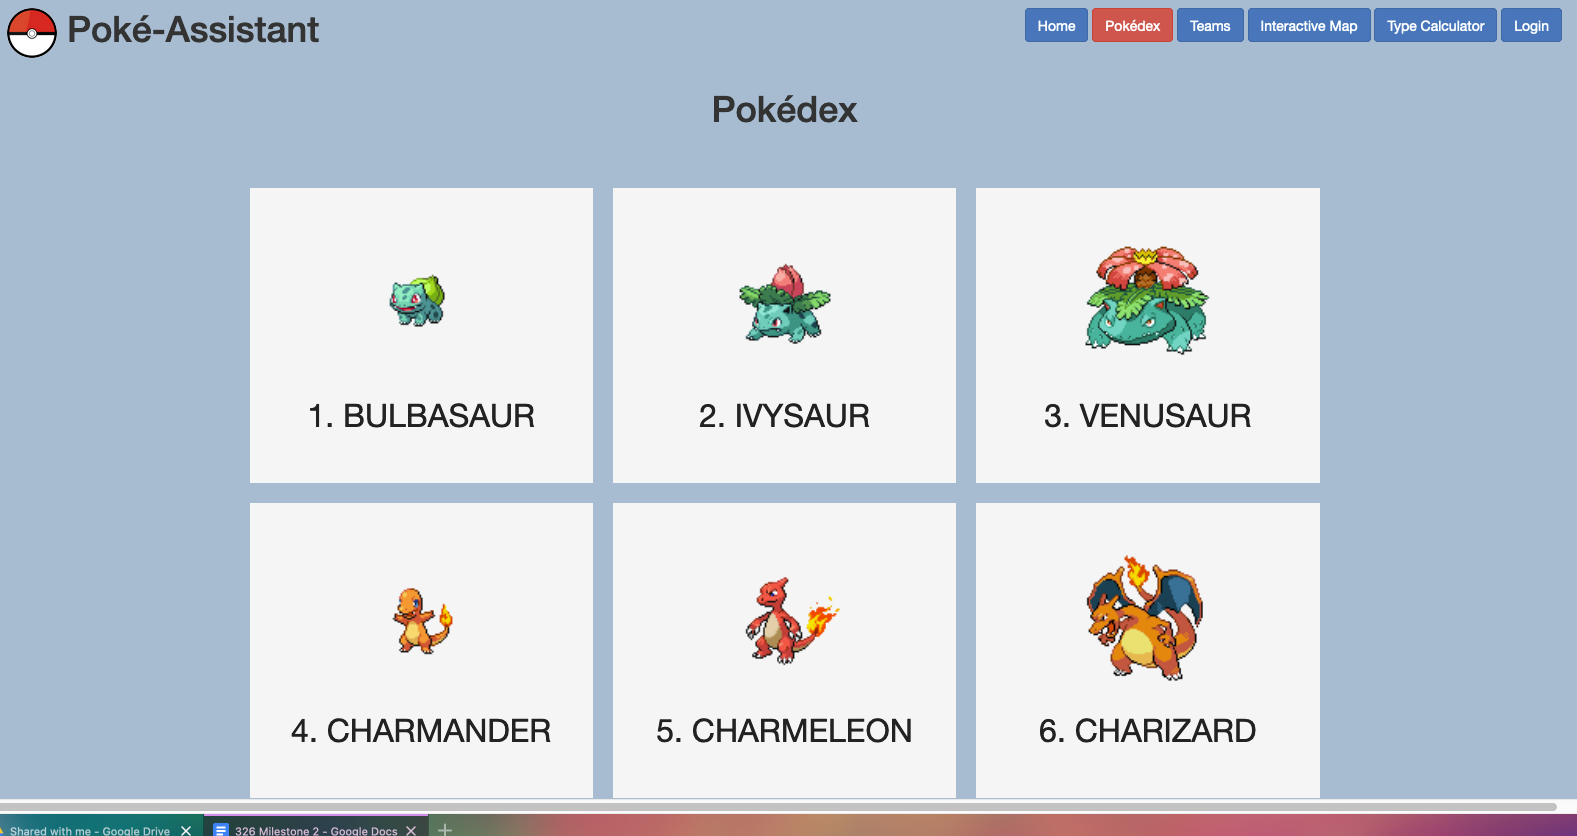 Poké-Assistant
Home Pokédex Teams Interactive Map Type Calculator Login
Pokédex
1. BULBASAUR 2. IVYSAUR 3. VENUSAUR
4. CHARMANDER 5. CHARMELEON 6. CHARIZARD
Shared with me - Google Drive 326 Milestone 2 - Google Docs